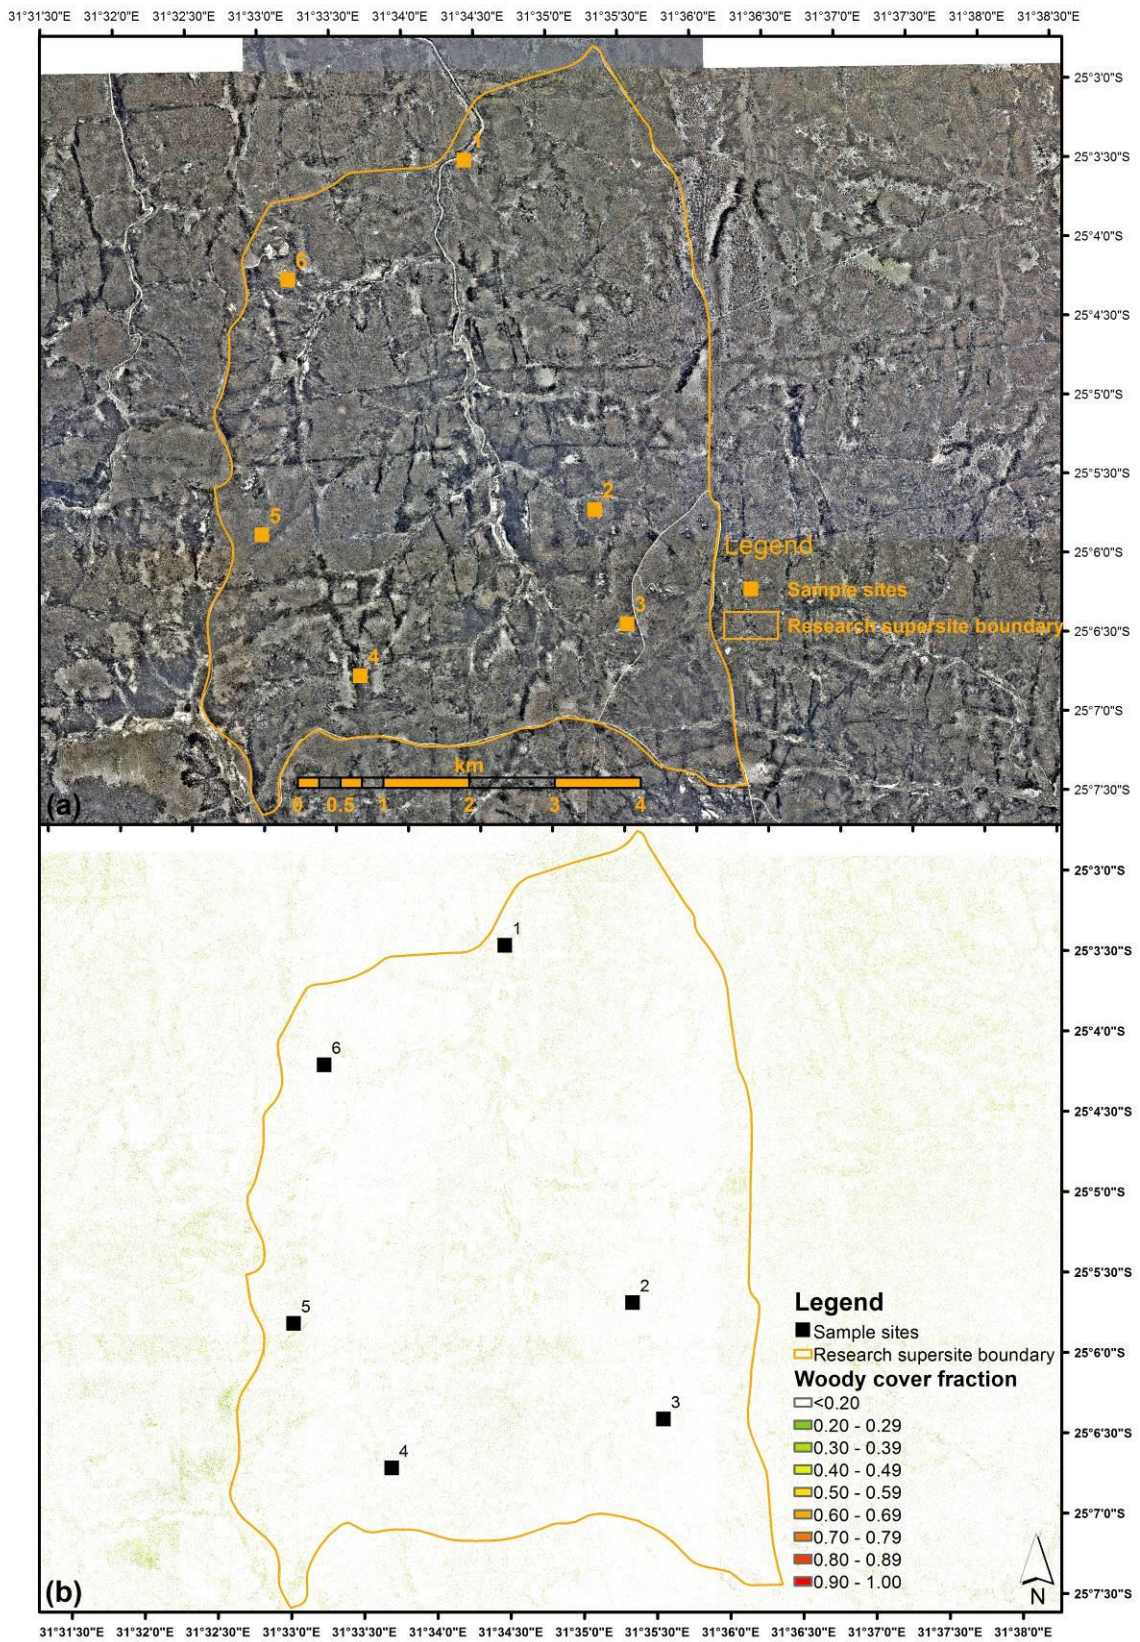 31°31'30"E 31°32'0"E 31°32'30"E 31°33'0"E 31°33'30"E 31°34'0"E 31°34'30"E 31°35'0"E 31°35'30"E 31°36'0"E 31°36'30"E 31°37'0"E 31°37'30"E 31°38'0"E 31°38'30"E
25°3'0"S
1
25°3'30"S
25°4'0"S
6
25°4'30"S
25°5'0"S
25°5'30"S
2
5
25°6'0"S
Legend
Sample sites
3
Research supersite boundary
25°6'30"S
4
25°7'0"S
km
25°7'30"S
(a)
0 0.5 1 2 3 4
25°3'0"S
1
25°3'30"S
25°4'0"S
6
25°4'30"S
25°5'0"S
25°5'30"S
2
5
Legend
Sample sites
25°6'0"S
Research supersite boundary
Woody cover fraction
3
<0.20
0.20 - 0.29
25°6'30"S
0.30 - 0.39
4
0.40 - 0.49
0.50 - 0.59
25°7'0"S
0.60 - 0.69
0.70 - 0.79
0.80 - 0.89
0.90 - 1.00
25°7'30"S
(b)
N
31°31'30"E 31°32'0"E 31°32'30"E 31°33'0"E 31°33'30"E 31°34'0"E 31°34'30"E 31°35'0"E 31°35'30"E 31°36'0"E 31°36'30"E 31°37'0"E 31°37'30"E 31°38'0"E